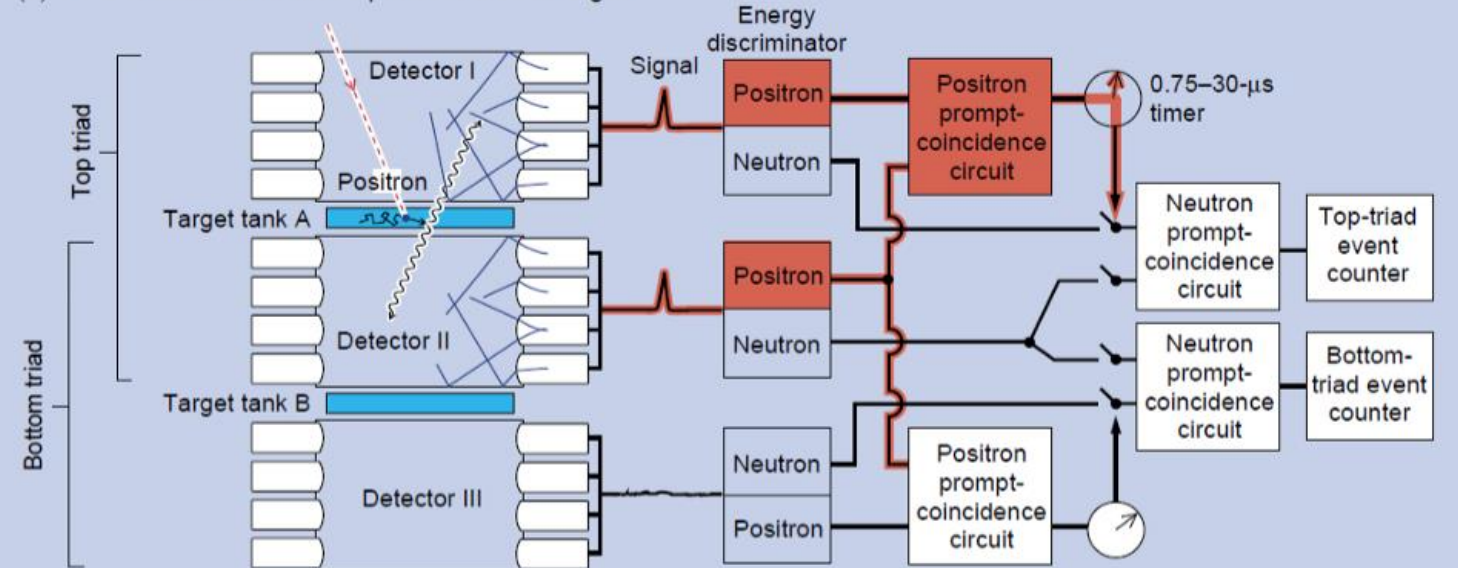 Energy
discriminator
Detector I
Signal
Positron
Positron
prompt-
coincidence
circuit
0.75–30-μs
timer
Top triad
Neutron
Positron
Target tank A
Neutron
prompt-
coincidence
circuit
Top-triad
event
counter
Positron
Detector II
Neutron
Neutron
prompt-
coincidence
circuit
Bottom-
triad event
counter
Bottom triad
Target tank B
Neutron
Positron
prompt-
coincidence
circuit
Detector III
Positron